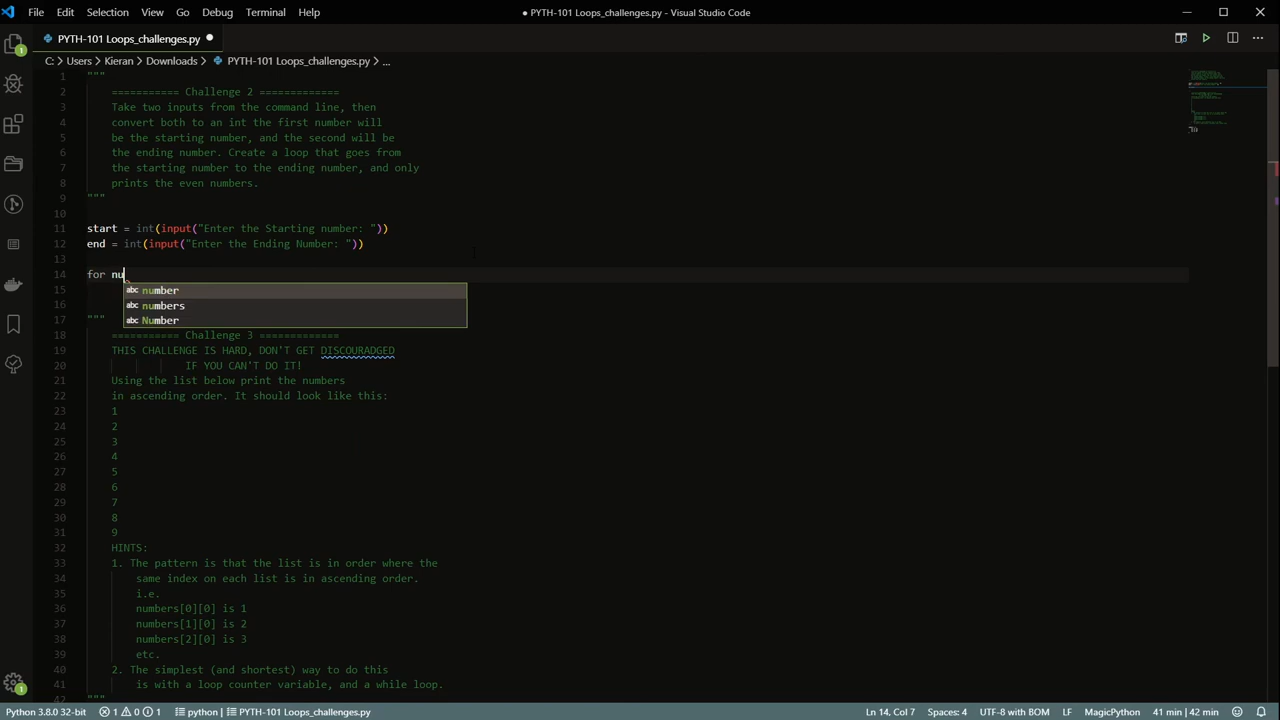 File Edit Selection View Go Debug Terminal Help
● PYTH-101 Loops_challenges.py - Visual Studio Code
PYTH-101 Loops_challenges.py ●
C: > Users > Kieran > Downloads > PYTH-101 Loops_challenges.py > ...
1 """
2 =========== Challenge 2 =============
3 Take two inputs from the command line, then
4 convert both to an int the first number will
5 be the starting number, and the second will be
6 the ending number. Create a loop that goes from
7 the starting number to the ending number, and only
8 prints the even numbers.
9 """
10
11 start = int(input("Enter the Starting number: "))
12 end = int(input("Enter the Ending Number: "))
13
14 for nu
15
abc number
16
abc numbers
abc Number
17 """
18 =========== Challenge 3 =============
19 THIS CHALLENGE IS HARD, DON'T GET DISCOURADGED
20 IF YOU CAN'T DO IT!
21 Using the list below print the numbers
22 in ascending order. It should look like this:
23 1
24 2
25 3
26 4
27 5
28 6
29 7
30 8
31 9
32 HINTS:
33 1. The pattern is that the list is in order where the
34 same index on each list is in ascending order.
35 i.e.
36 numbers[0][0] is 1
37 numbers[1][0] is 2
38 numbers[2][0] is 3
39 etc.
40 2. The simplest (and shortest) way to do this
41 is with a loop counter variable, and a while loop.
42 """
Python 3.8.0 32-bit 1 0 1 python | PYTH-101 Loops_challenges.py Ln 14, Col 7 Spaces: 4 UTF-8 with BOM LF MagicPython 41 min | 42 min